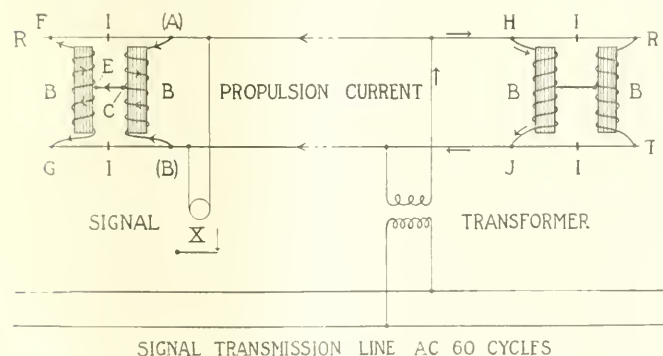 F I (A) H I
R R
E
B B PROPULSION CURRENT B B
C
G I (B) J I T
SIGNAL X TRANSFORMER
SIGNAL TRANSMISSION LINE AC 60 CYCLES